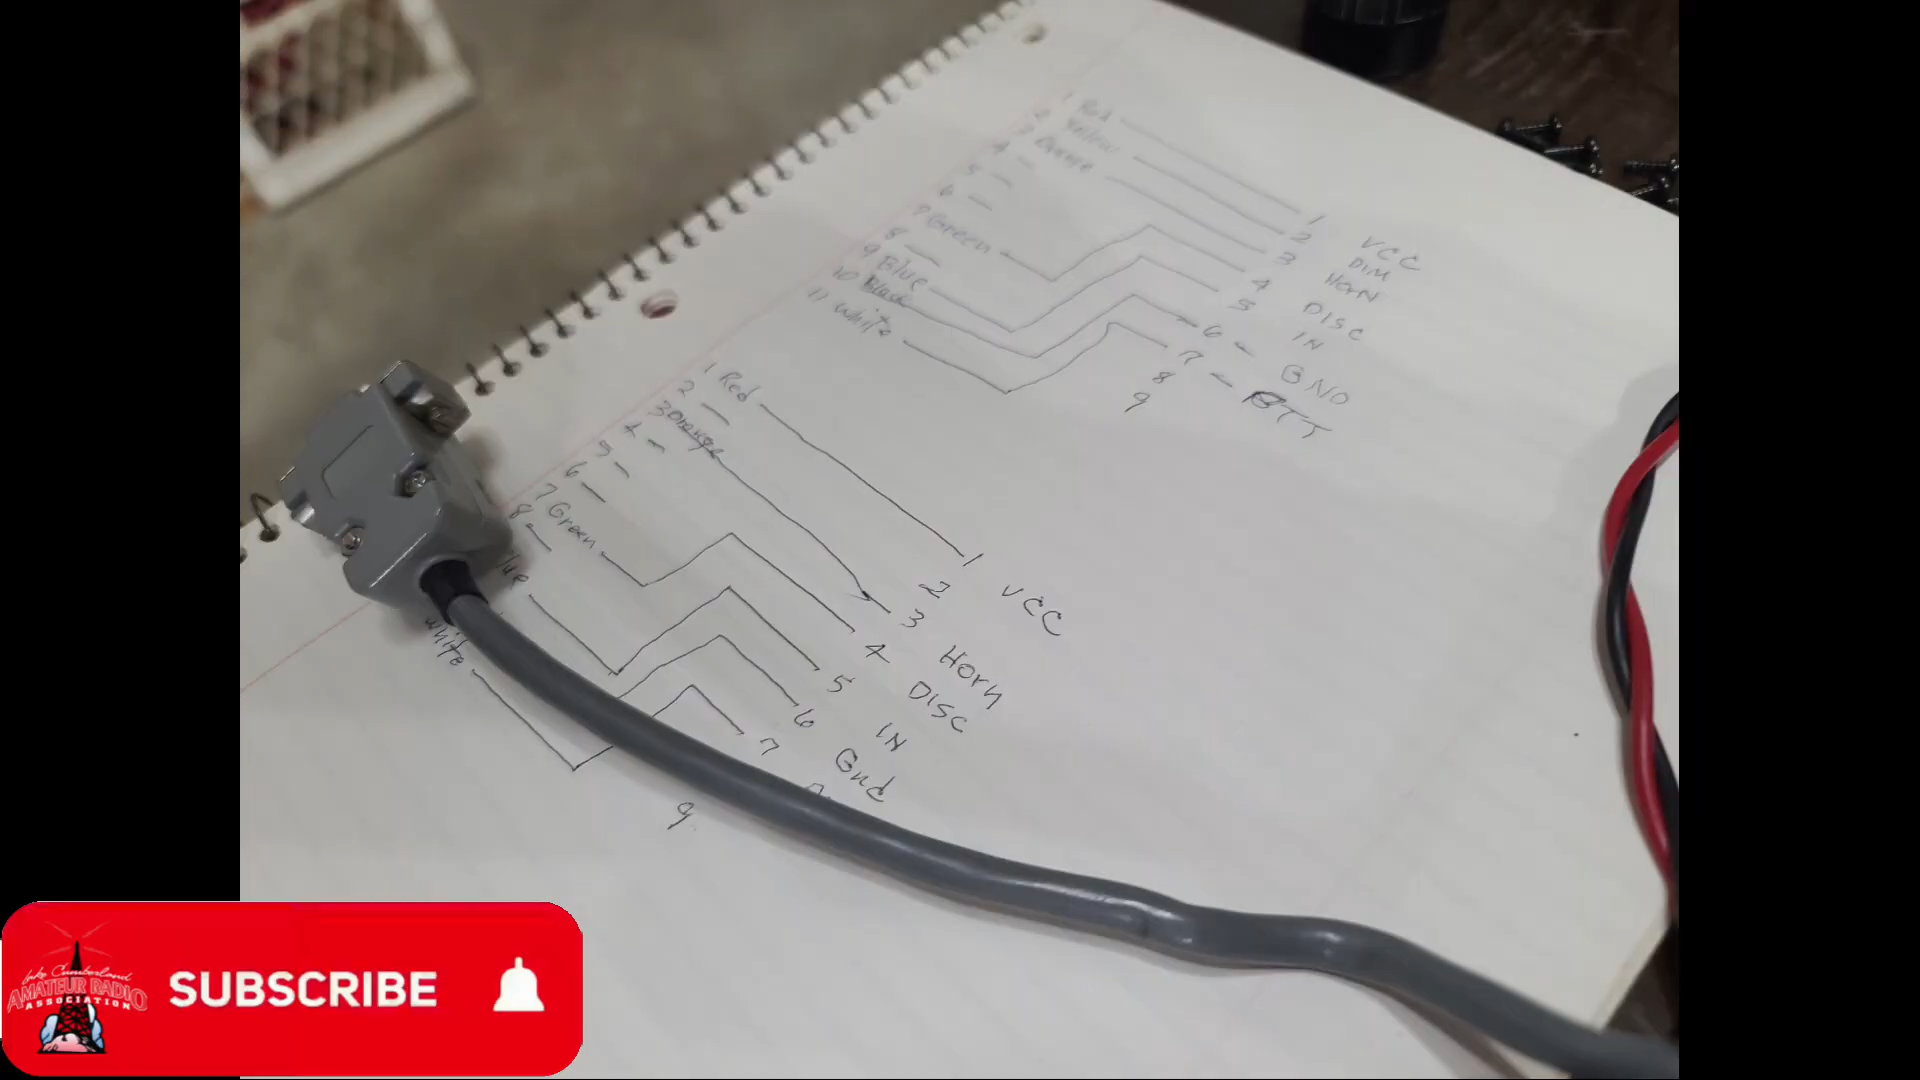 1 Red 1 VCC
2 Yellow 2 DIM
3 Orange 3 HORN
4 - 4 DISC
5 - 5 IN
6 - 6 - GND
7 Green 7 - PTT
8 - 8
9 Blue 9
10 Black
11 white
1 Red 1 VCC
2 - 2
3 Orange 3 Horn
4 - 4 DISC
5 - 5 IN
6 - 6 Gnd
7 Green 7
8 -
white
9
Lake Cumberland
AMATEUR RADIO
ASSOCIATION
SUBSCRIBE